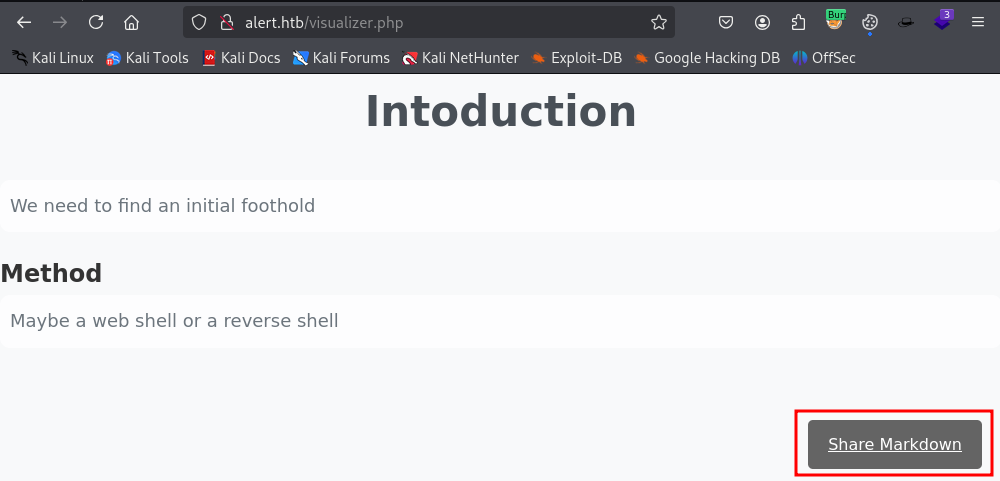 alert.htb/visualizer.php
Bur
3
Kali Linux Kali Tools Kali Docs Kali Forums Kali NetHunter Exploit-DB Google Hacking DB OffSec
Intoduction
We need to find an initial foothold
Method
Maybe a web shell or a reverse shell
Share Markdown